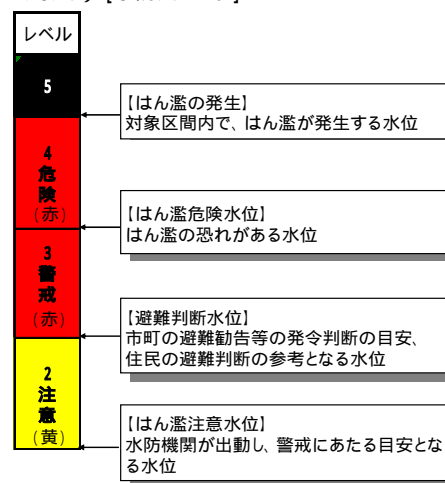 レベル
5
【はん濫の発生】
対象区間内で、はん濫が発生する水位
4
危
険
(赤)
【はん濫危険水位】
はん濫の恐れがある水位
3
警
戒
(赤)
【避難判断水位】
市町の避難勧告等の発令判断の目安、
住民の避難判断の参考となる水位
2
注
意
(黄)
【はん濫注意水位】
水防機関が出動し、警戒にあたる目安とな
る水位